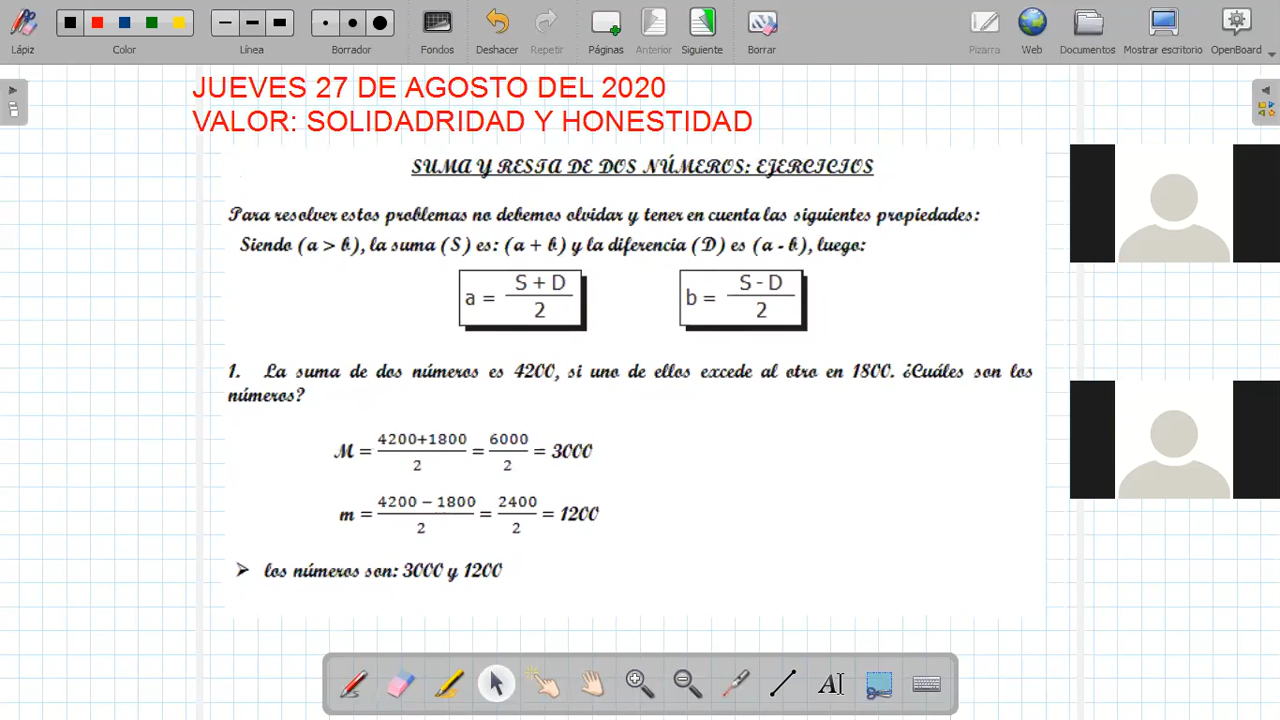 Lápiz Color Línea Borrador Fondos Deshacer Repetir Páginas Anterior Siguiente Borrar Pizarra Web Documentos Mostrar escritorio OpenBoard
JUEVES 27 DE AGOSTO DEL 2020
VALOR: SOLIDADRIDAD Y HONESTIDAD
SUMA Y RESTA DE DOS NÚMEROS: EJERCICIOS
Para resolver estos problemas no debemos olvidar y tener en cuenta las siguientes propiedades:
Siendo (a > b), la suma (S) es: (a + b) y la diferencia (D) es (a - b), luego:
a = S + D / 2 b = S - D / 2
1. La suma de dos números es 4200, si uno de ellos excede al otro en 1800. ¿Cuáles son los
números?
M = 4200+1800 / 2 = 6000 / 2 = 3000
m = 4200 – 1800 / 2 = 2400 / 2 = 1200
➢ los números son: 3000 y 1200